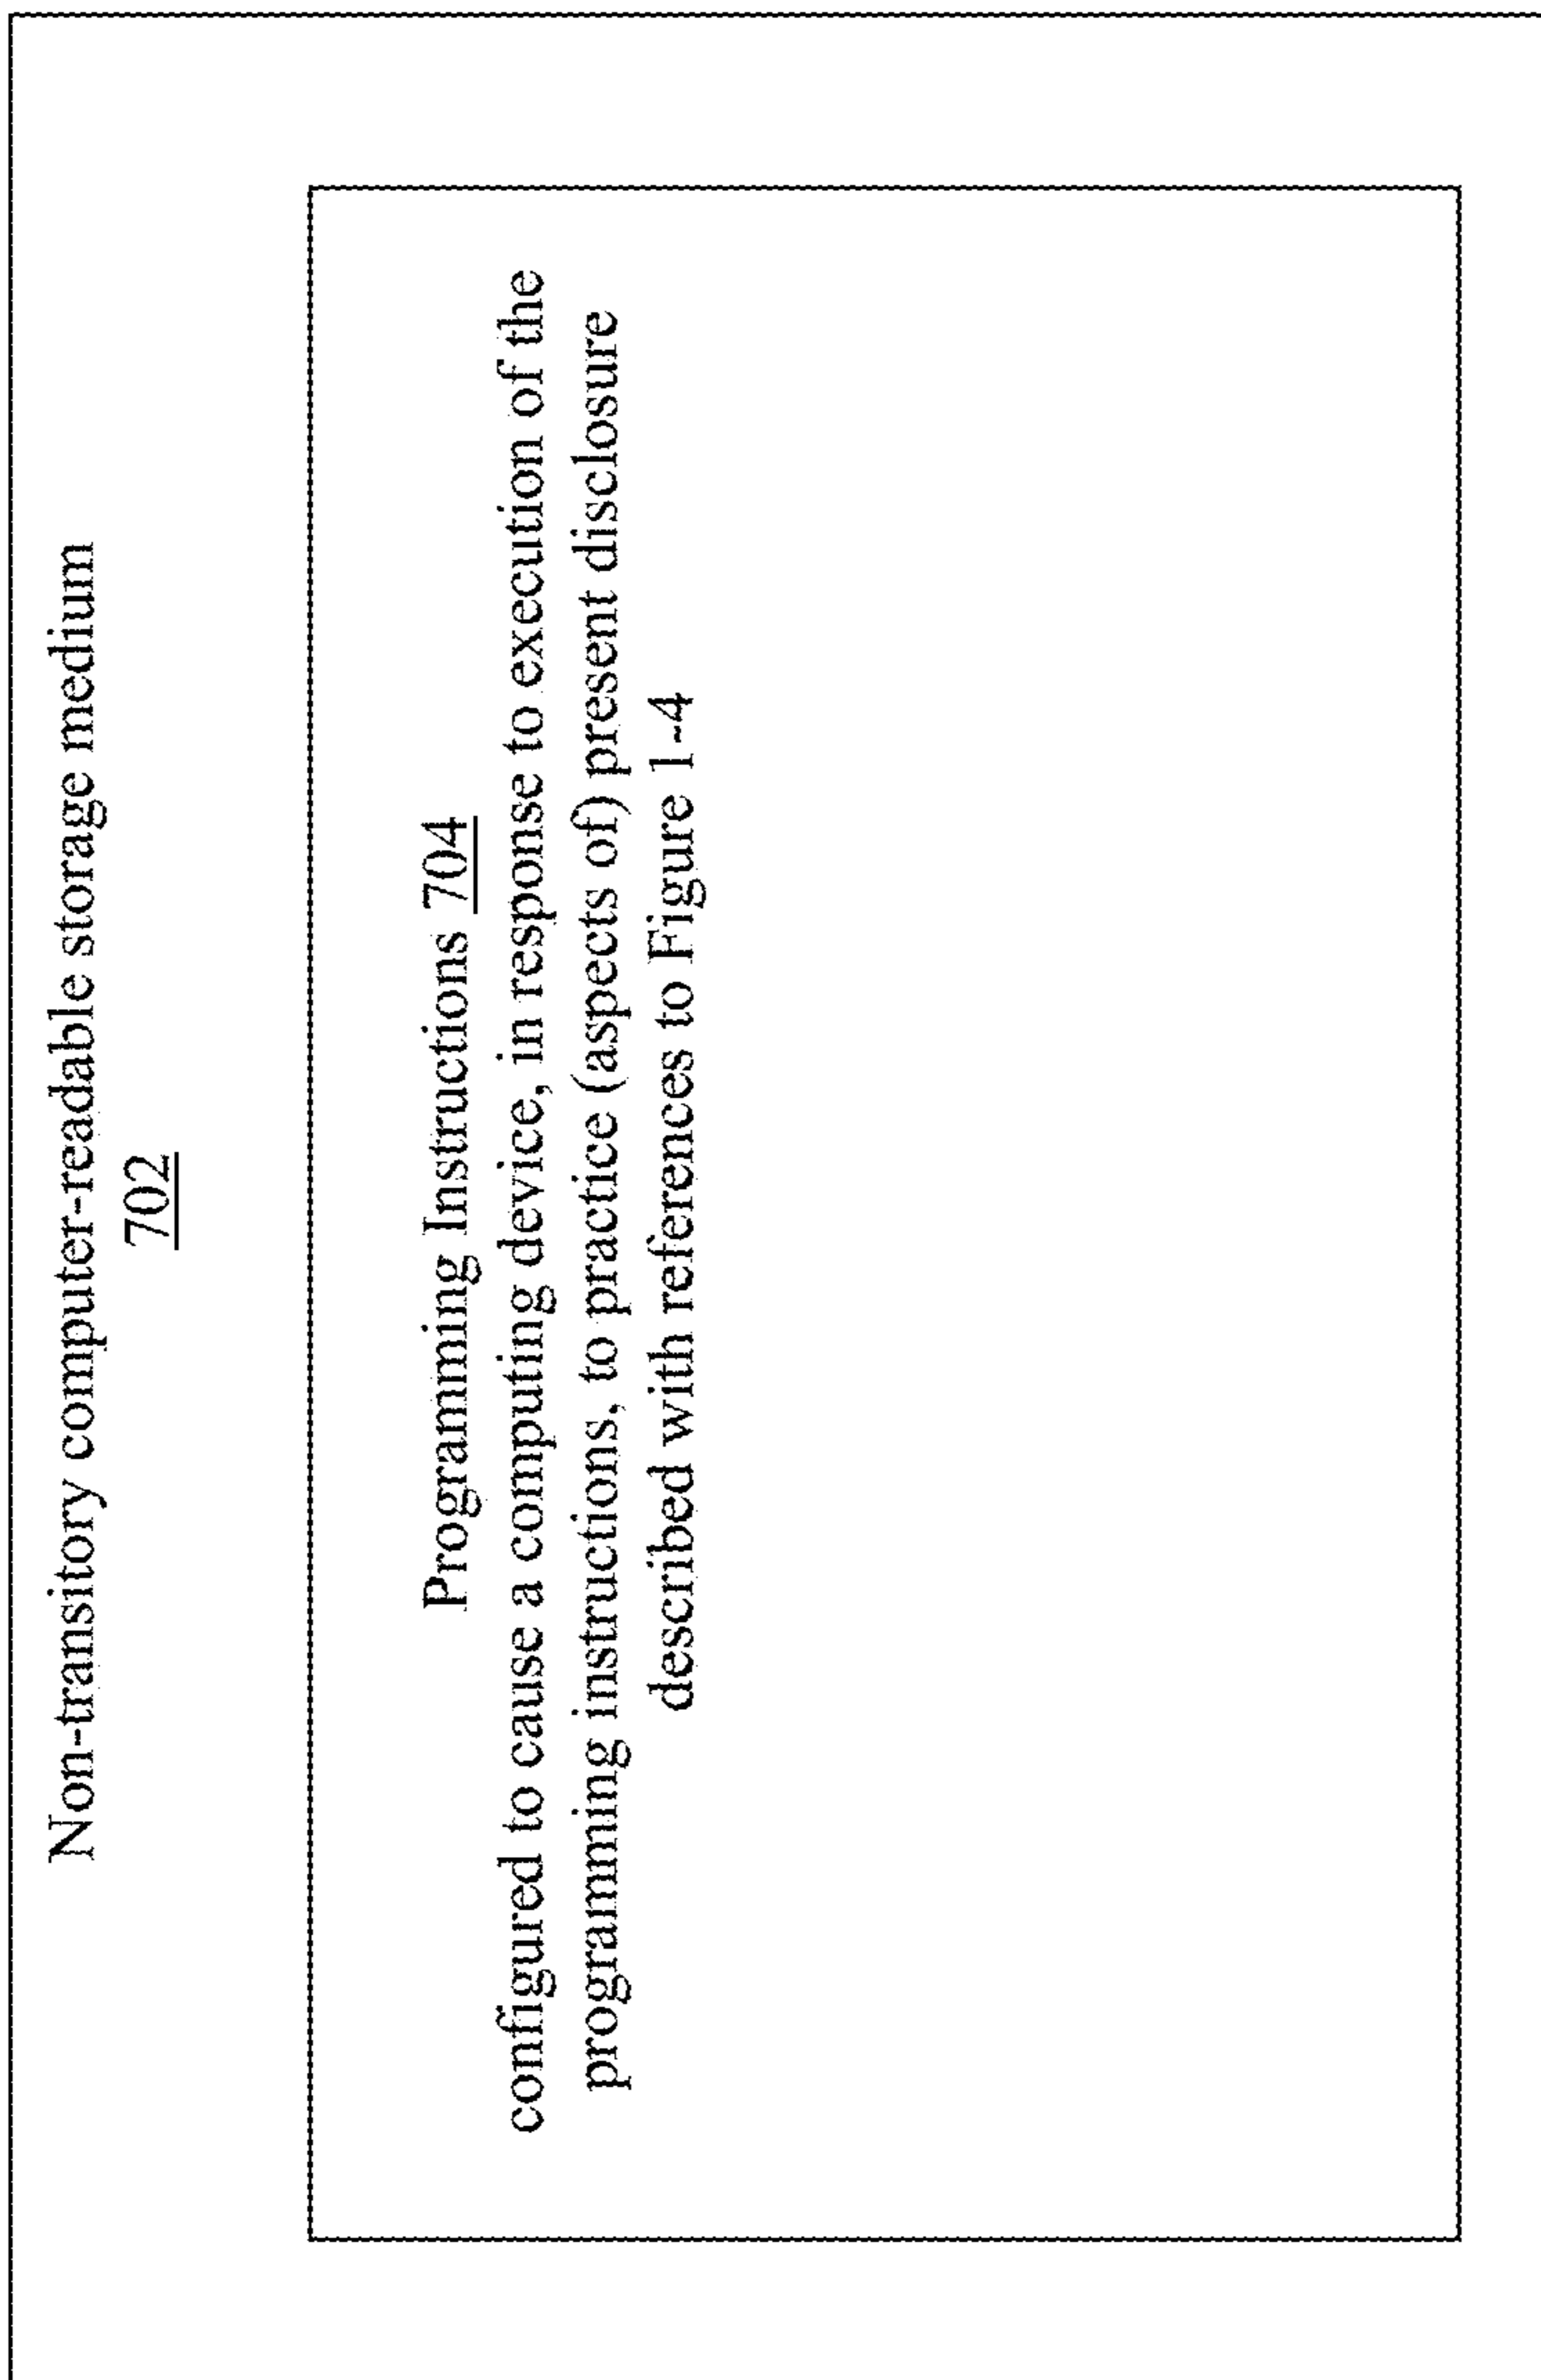 Non-transitory computer-readable storage medium
702
Programming Instructions 704
configured to cause a computing device, in response to execution of the
programming instructions, to practice (aspects of) present disclosure
described with references to Figure 1-4